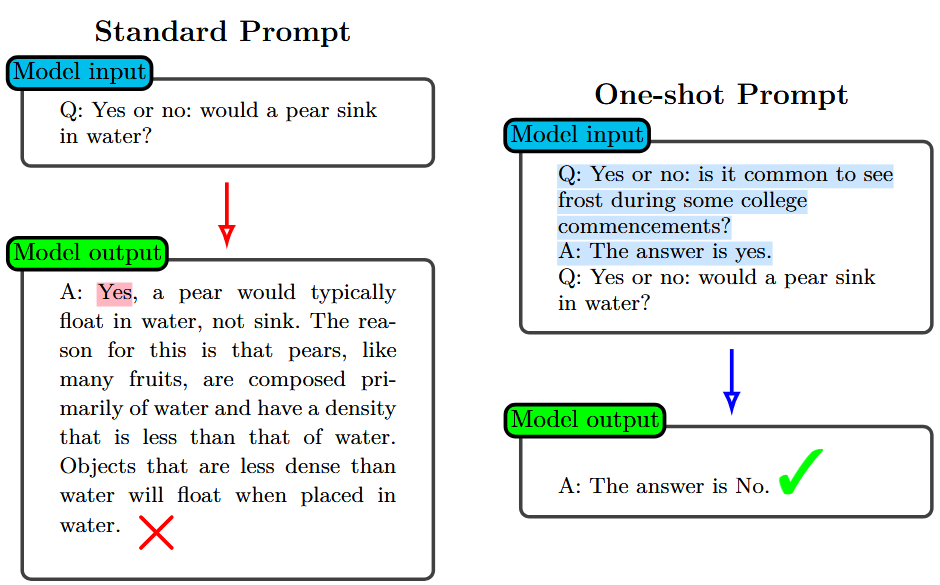 Standard Prompt
Model input
Q: Yes or no: would a pear sink
in water?
Model output
A: Yes, a pear would typically
float in water, not sink. The rea-
son for this is that pears, like
many fruits, are composed pri-
marily of water and have a density
that is less than that of water.
Objects that are less dense than
water will float when placed in
water.
One-shot Prompt
Model input
Q: Yes or no: is it common to see
frost during some college
commencements?
A: The answer is yes.
Q: Yes or no: would a pear sink
in water?
Model output
A: The answer is No.